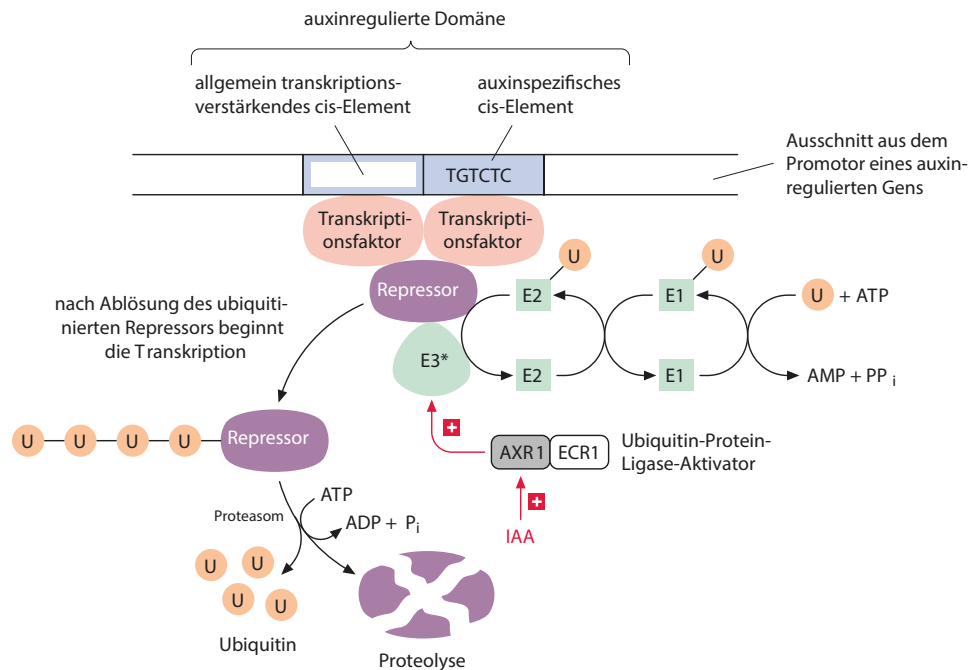 auxinregulierte Domäne
allgemein transkriptions-
verstärkendes cis-Element
auxinspezifisches
cis-Element
Ausschnitt aus dem
Promotor eines auxin-
regulierten Gens
TGTCTC
Transkripti-
onsfaktor
Transkripti-
onsfaktor
Repressor
nach Ablösung des ubiquiti-
nierten Repressors beginnt
die Transkription
U
U
E2
E1
U + ATP
E3*
E2
E1
AMP + PP i
U U U U
Repressor
AXR1 ECR1
Ubiquitin-Protein-
Ligase-Aktivator
+
+
IAA
ATP
Proteasom
ADP + Pi
U
U
U
U
Ubiquitin
Proteolyse